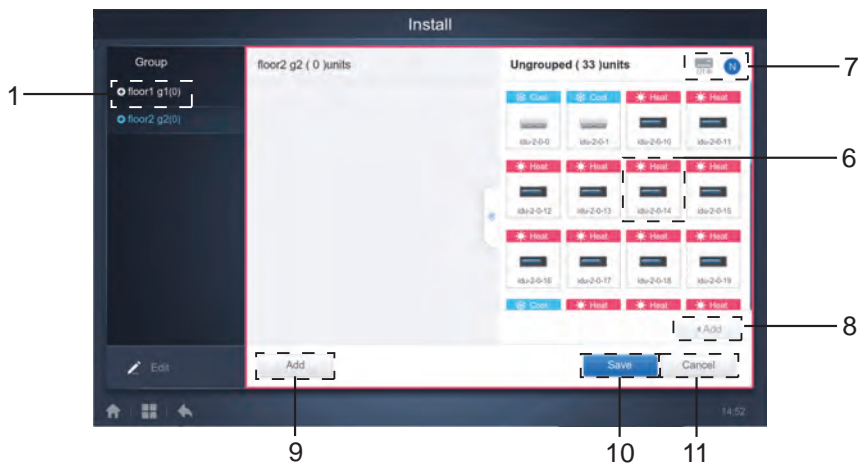 Install
Group
floor2 g2 ( 0 )units
Ungrouped ( 33 )units
N
7
1
floor1 g1(0)
floor2 g2(0)
Cool Cool Heat Heat
idu-2-0-0 idu-2-0-1 idu-2-0-10 idu-2-0-11
6
Heat Heat Heat Heat
idu-2-0-12 idu-2-0-13 idu-2-0-14 idu-2-0-15
Heat Heat Heat Heat
idu-2-0-16 idu-2-0-17 idu-2-0-18 idu-2-0-19
Cool Heat Heat Heat
Add
8
Edit
Add
Save
Cancel
14:52
9
10
11